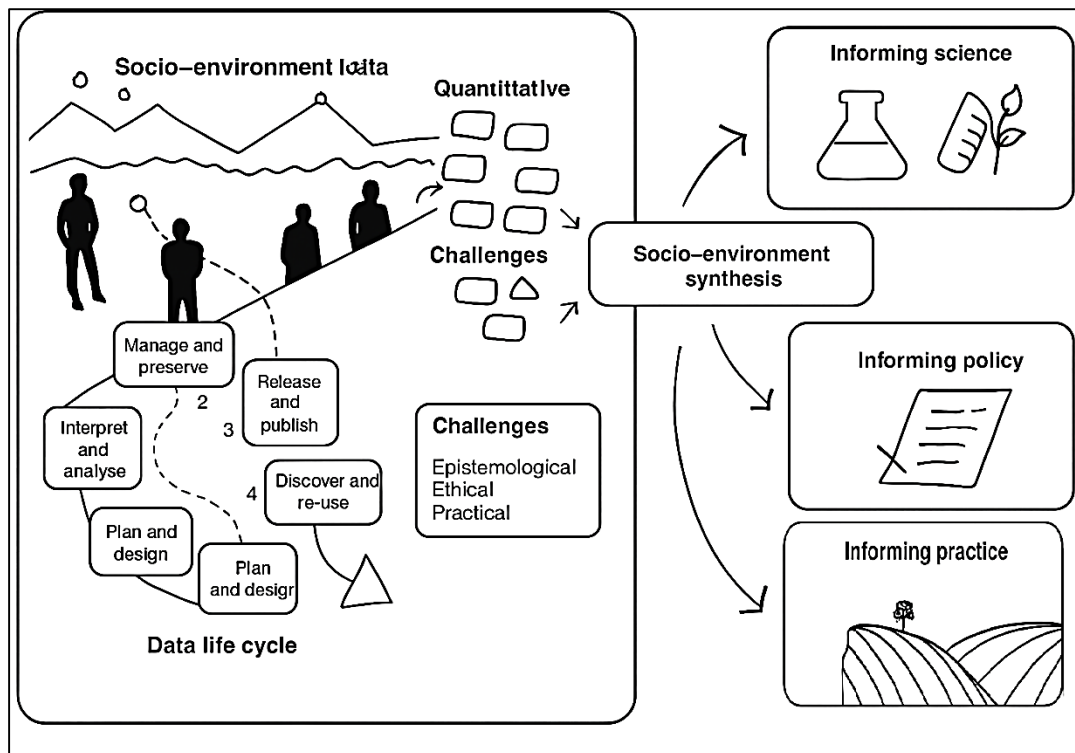 Socio–environment lodta
Quantittative
Challenges
Manage and
preserve
2
Release
and
publish
3
Interpret
and
analyse
4
Discover and
re-use
Plan and
design
Plan
and desigr
Data life cycle
Challenges
Epistemological
Ethical
Practical
Socio–environment
synthesis
Informing science
Informing policy
Informing practice